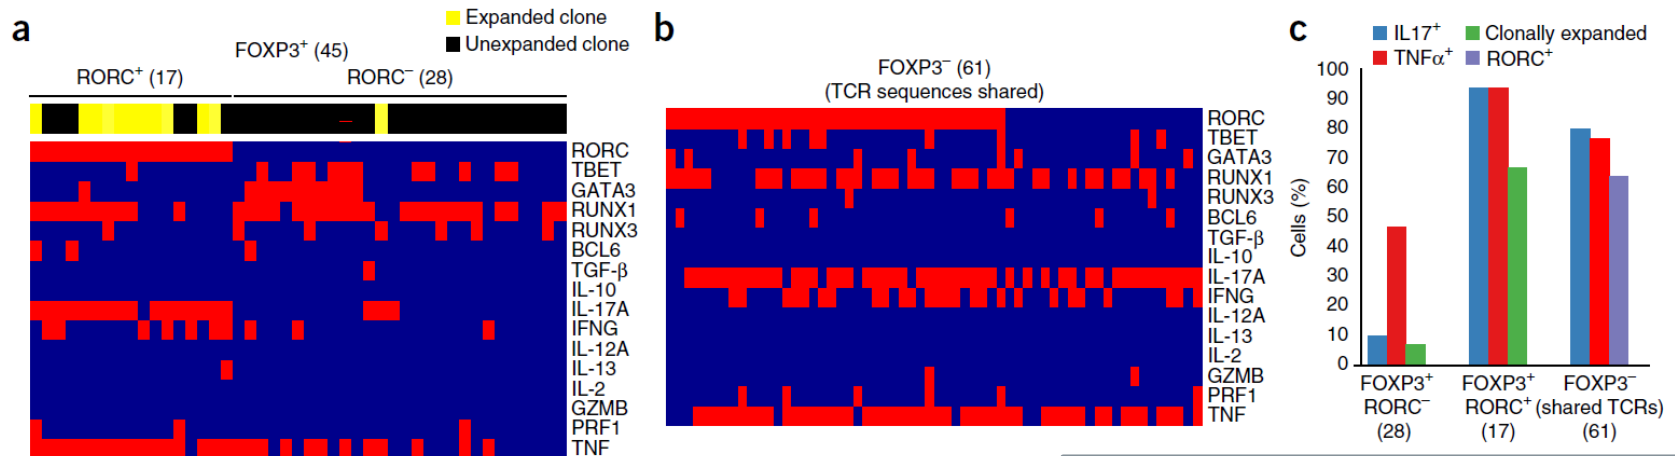 a
Expanded clone
Unexpanded clone
FOXP3+ (45)
RORC+ (17)
RORC− (28)
RORC
TBET
GATA3
RUNX1
RUNX3
BCL6
TGF-β
IL-10
IL-17A
IFNG
IL-12A
IL-13
IL-2
GZMB
PRF1
TNF
b
FOXP3− (61)
(TCR sequences shared)
RORC
TBET
GATA3
RUNX1
RUNX3
BCL6
TGF-β
IL-10
IL-17A
IFNG
IL-12A
IL-13
IL-2
GZMB
PRF1
TNF
c
IL17+
Clonally expanded
TNFα+
RORC+
Cells (%)
100
90
80
70
60
50
40
30
20
10
0
FOXP3+
RORC−
(28)
FOXP3+
RORC+
(17)
FOXP3−
(shared TCRs)
(61)